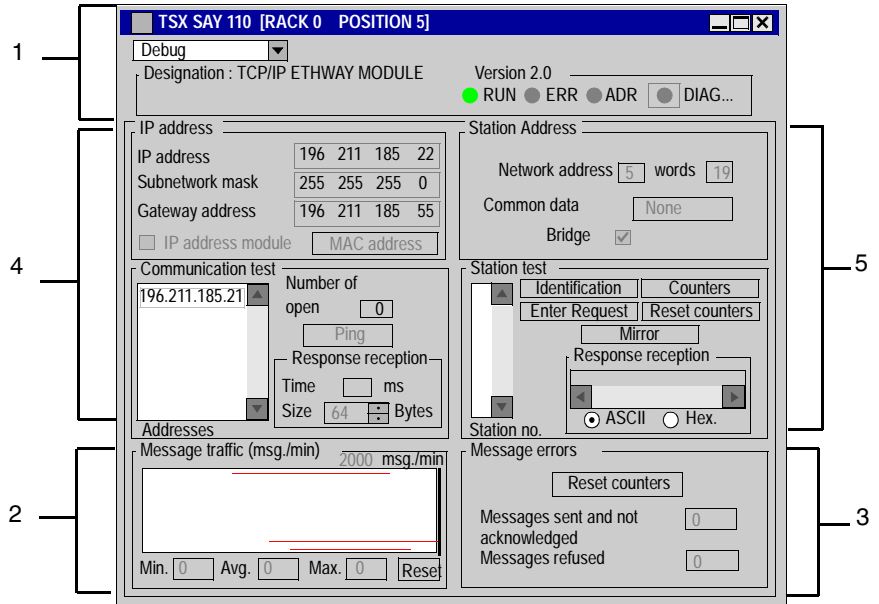 TSX SAY 110 [RACK 0 POSITION 5]
1
Debug
Designation : TCP/IP ETHWAY MODULE
Version 2.0
RUN ERR ADR DIAG...
4
IP address
IP address 196 211 185 22
Subnetwork mask 255 255 255 0
Gateway address 196 211 185 55
IP address module MAC address
Station Address
Network address 5 words 19
Common data None
Bridge
5
Communication test
196.211.185.21
Number of
open 0
Ping
Response reception
Time ms
Size 64 Bytes
Addresses
Station test
Identification Counters
Enter Request Reset counters
Mirror
Response reception
ASCII Hex.
Station no.
2
Message traffic (msg./min)
2000 msg./min
Min. 0 Avg. 0 Max. 0 Reset
Message errors
Reset counters
Messages sent and not
acknowledged 0
Messages refused 0
3